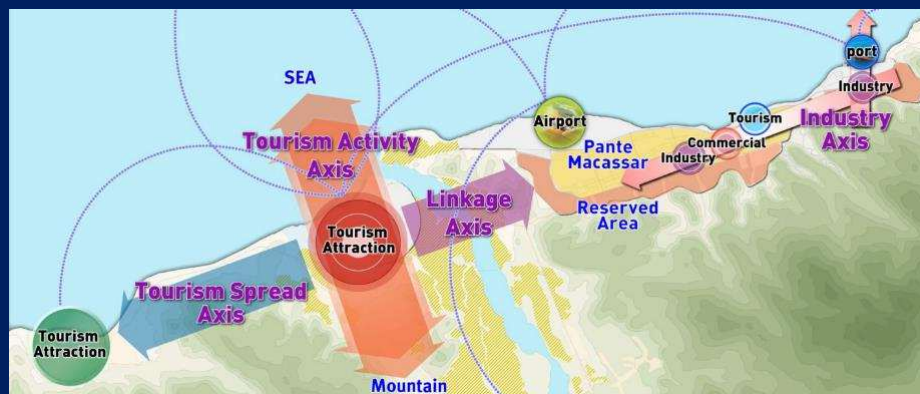 port
SEA
Industry
Airport
Tourism
Industry
Axis
Tourism Activity
Axis
Pante
Macassar
Commercial
Industry
Linkage
Axis
Reserved
Area
Tourism
Attraction
Tourism Spread
Axis
Tourism
Attraction
Mountain